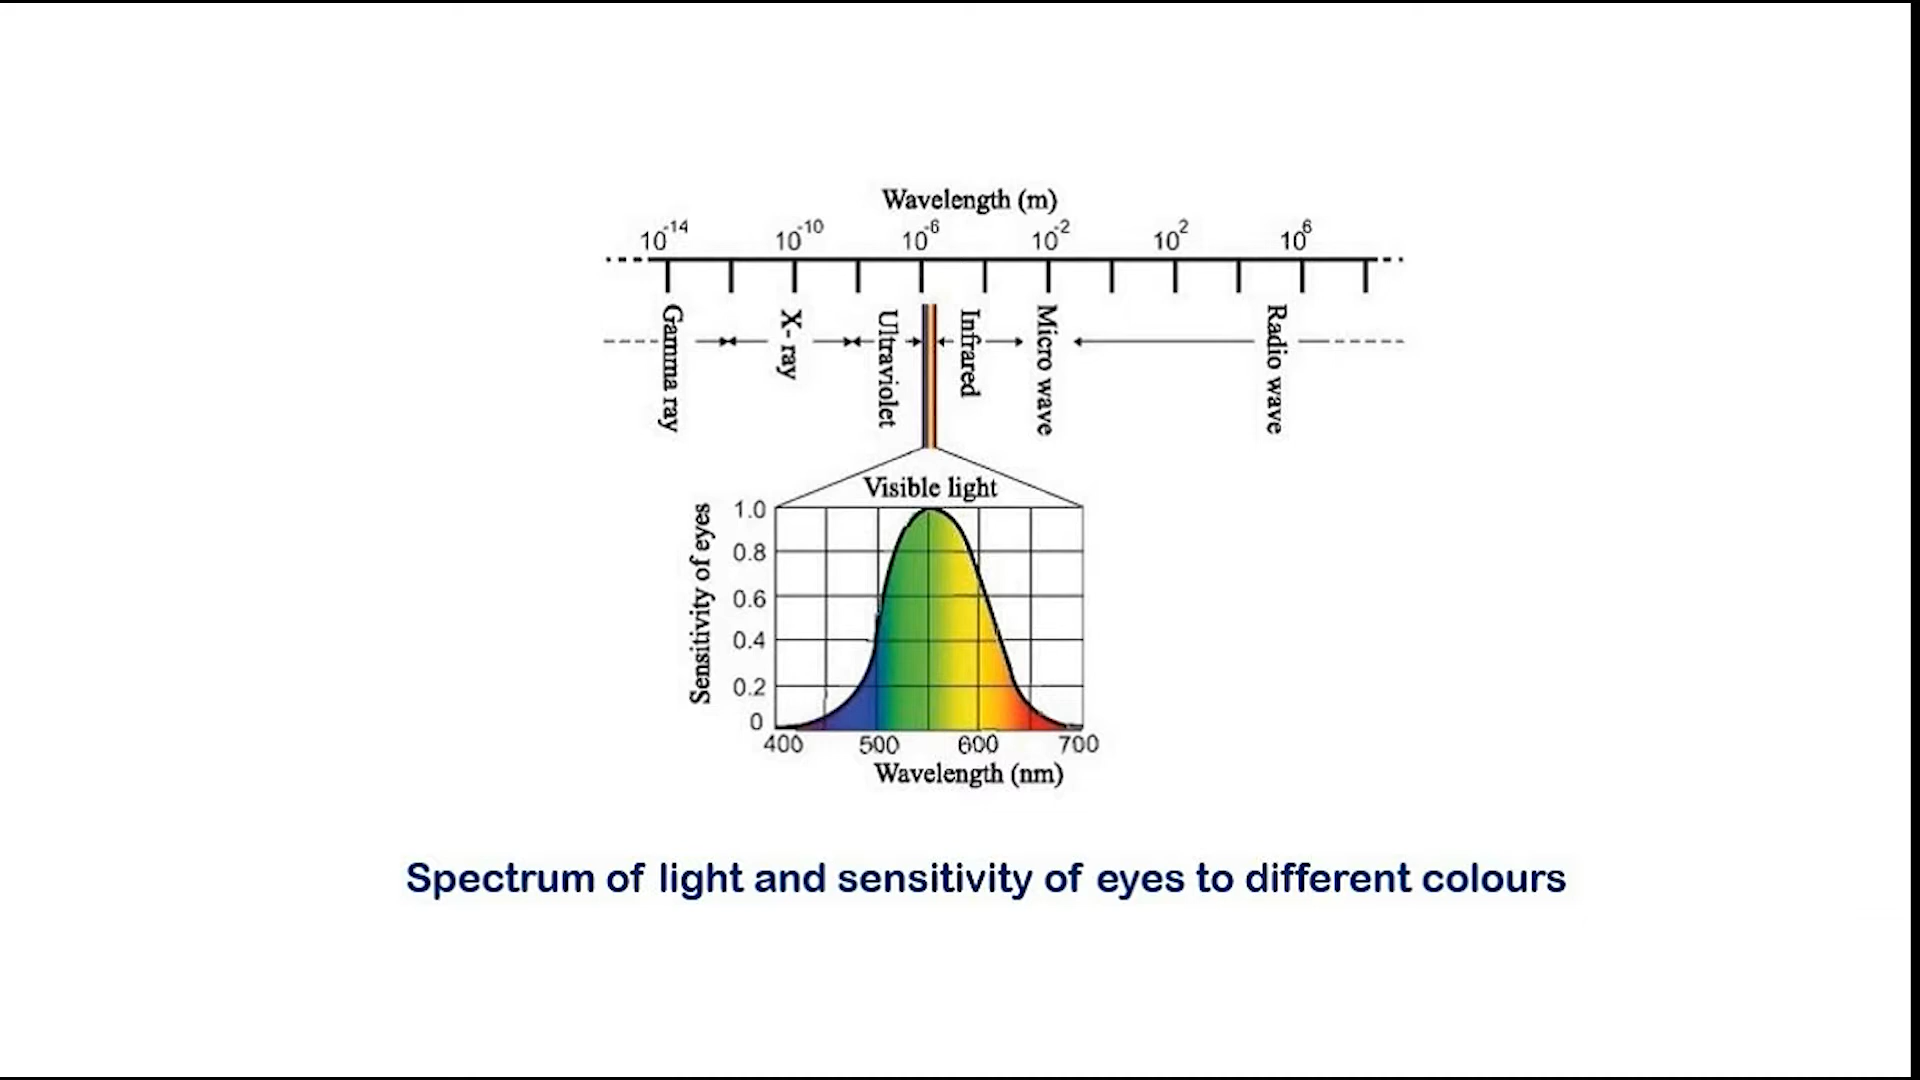 Wavelength (m)
10^-14 10^-10 10^-6 10^-2 10^2 10^6
Gamma ray
X- ray
Ultraviolet
Infrared
Micro wave
Radio wave
Visible light
Sensitivity of eyes
1.0
0.8
0.6
0.4
0.2
0
400 500 600 700
Wavelength (nm)
Spectrum of light and sensitivity of eyes to different colours